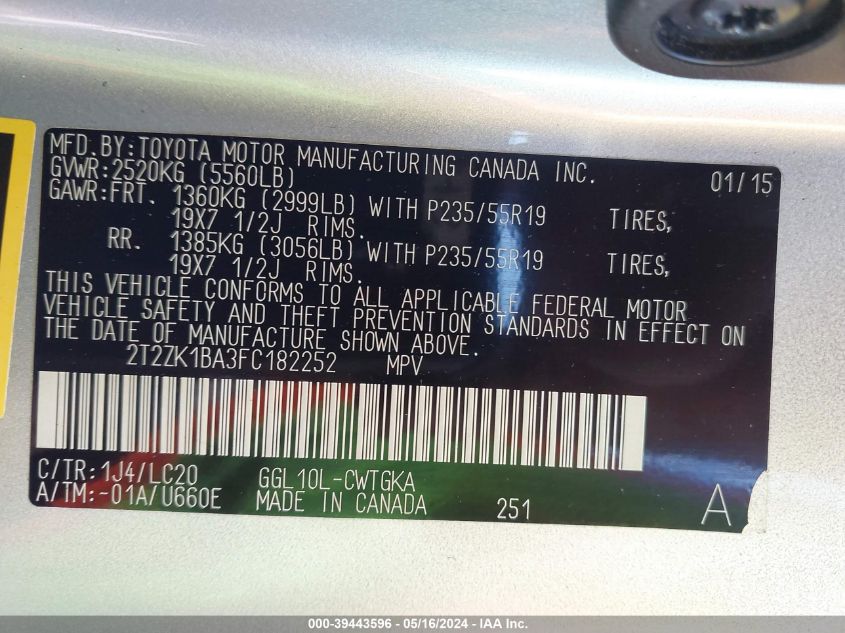 MFD.BY:TOYOTA MOTOR MANUFACTURING CANADA INC. 01/15
GVWR:2520KG (5560LB)
GAWR:FRT. 1360KG (2999LB) WITH P235/55R19 TIRES,
19X7 1/2J RIMS.
RR. 1385KG (3056LB) WITH P235/55R19 TIRES,
19X7 1/2J RIMS.
THIS VEHICLE CONFORMS TO ALL APPLICABLE FEDERAL MOTOR
VEHICLE SAFETY AND THEFT PREVENTION STANDARDS IN EFFECT ON
THE DATE OF MANUFACTURE SHOWN ABOVE.
2T2ZK1BA3FC182252 MPV
C/TR:1J4/LC20 GGL10L-CWTGKA
A/TM:-01A/U660E MADE IN CANADA 251 A
000-39443596 - 05/16/2024 - IAA Inc.